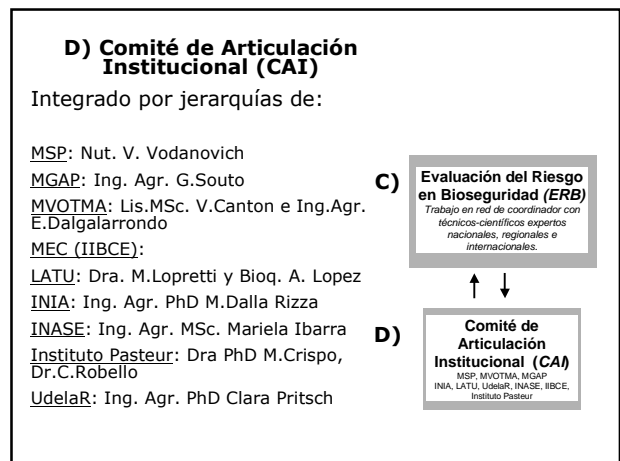 D) Comité de Articulación
Institucional (CAI)
Integrado por jerarquías de:
MSP: Nut. V. Vodanovich
MGAP: Ing. Agr. G.Souto
MVOTMA: Lis.MSc. V.Canton e Ing.Agr.
E.Dalgalarrondo
MEC (IIBCE):
LATU: Dra. M.Lopretti y Bioq. A. Lopez
INIA: Ing. Agr. PhD M.Dalla Rizza
INASE: Ing. Agr. MSc. Mariela Ibarra
Instituto Pasteur: Dra PhD M.Crispo,
Dr.C.Robello
UdelaR: Ing. Agr. PhD Clara Pritsch
C)
Evaluación del Riesgo
en Bioseguridad (ERB)
Trabajo en red de coordinador con
técnicos-científicos expertos
nacionales, regionales e
internacionales.
D)
Comité de
Articulación
Institucional (CAI)
MSP, MVOTMA, MGAP
INIA, LATU, UdelaR, INASE, IIBCE,
Instituto Pasteur